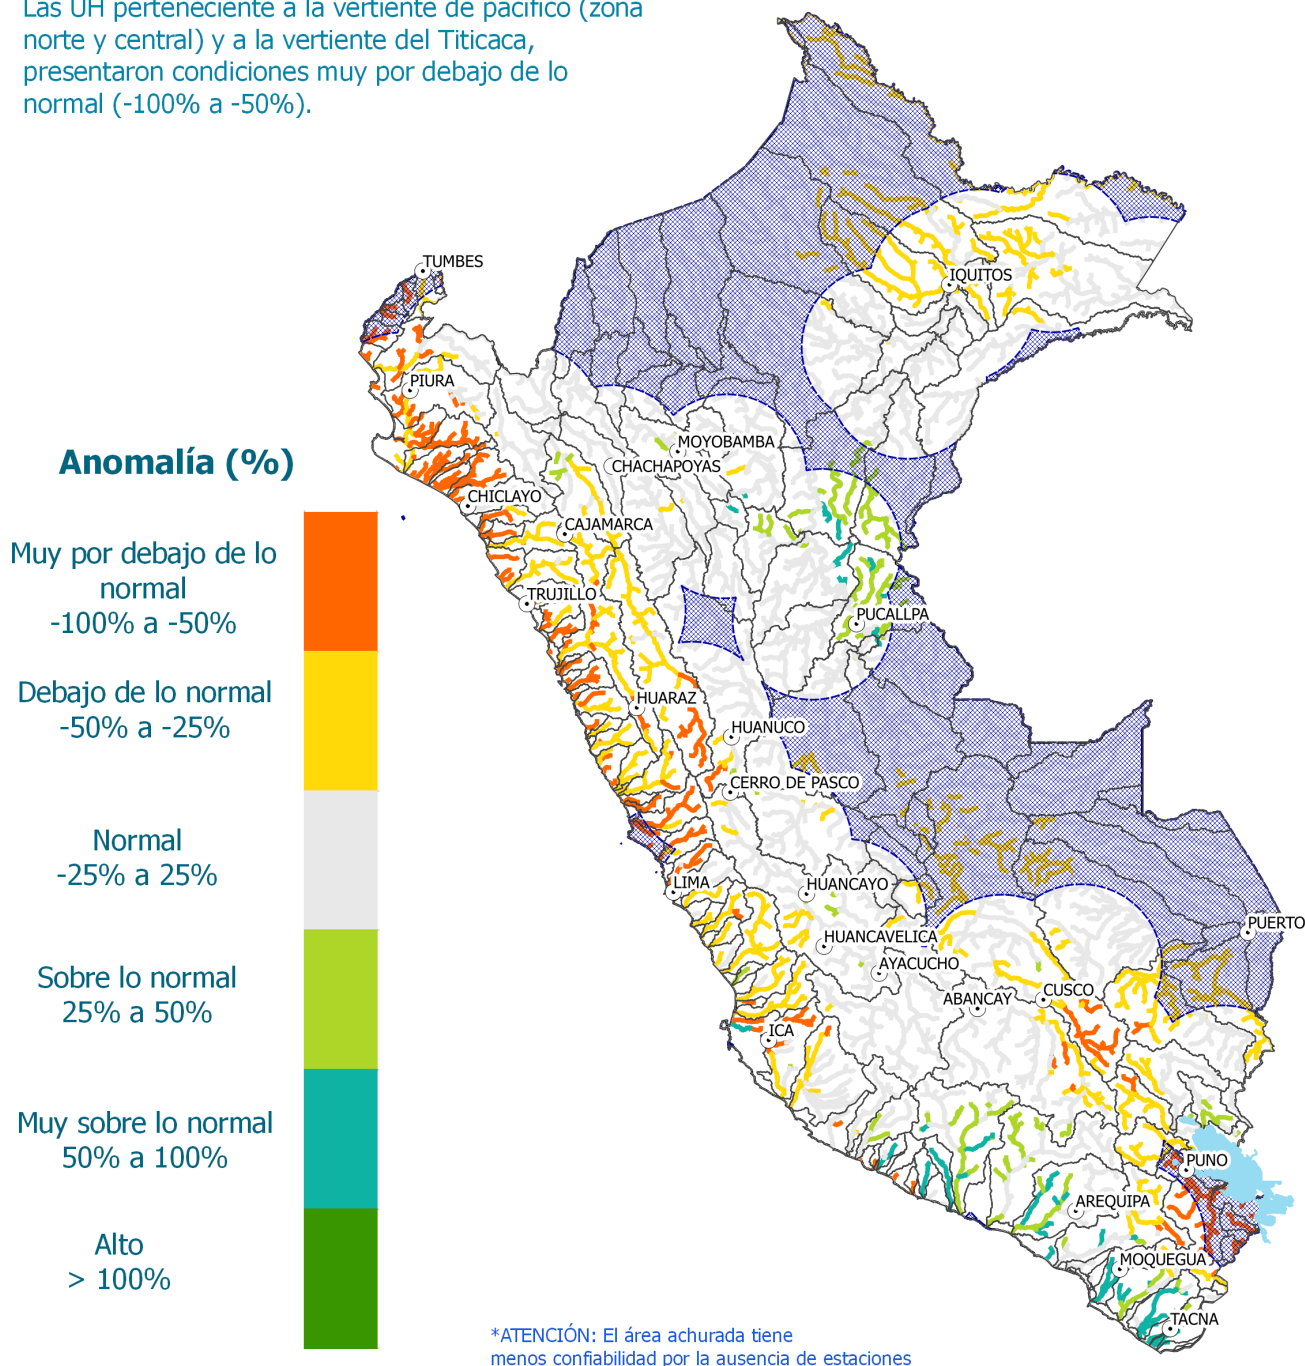 Las UH perteneciente a la vertiente de pacifico (zona
norte y central) y a la vertiente del Titicaca,
presentaron condiciones muy por debajo de lo
normal (-100% a -50%).
TUMBES
IQUITOS
PIURA
MOYOBAMBA
CHACHAPOYAS
CHICLAYO
CAJAMARCA
TRUJILLO
PUCALLPA
HUARAZ
HUANUCO
CERRO DE PASCO
LIMA
HUANCAYO
PUERTO
HUANCAVELICA
AYACUCHO
ABANCAY
CUSCO
ICA
PUNO
AREQUIPA
MOQUEGUA
TACNA
Anomalía (%)
Muy por debajo de lo
normal
-100% a -50%
Debajo de lo normal
-50% a -25%
Normal
-25% a 25%
Sobre lo normal
25% a 50%
Muy sobre lo normal
50% a 100%
Alto
> 100%
*ATENCIÓN: El área achurada tiene
menos confiabilidad por la ausencia de estaciones